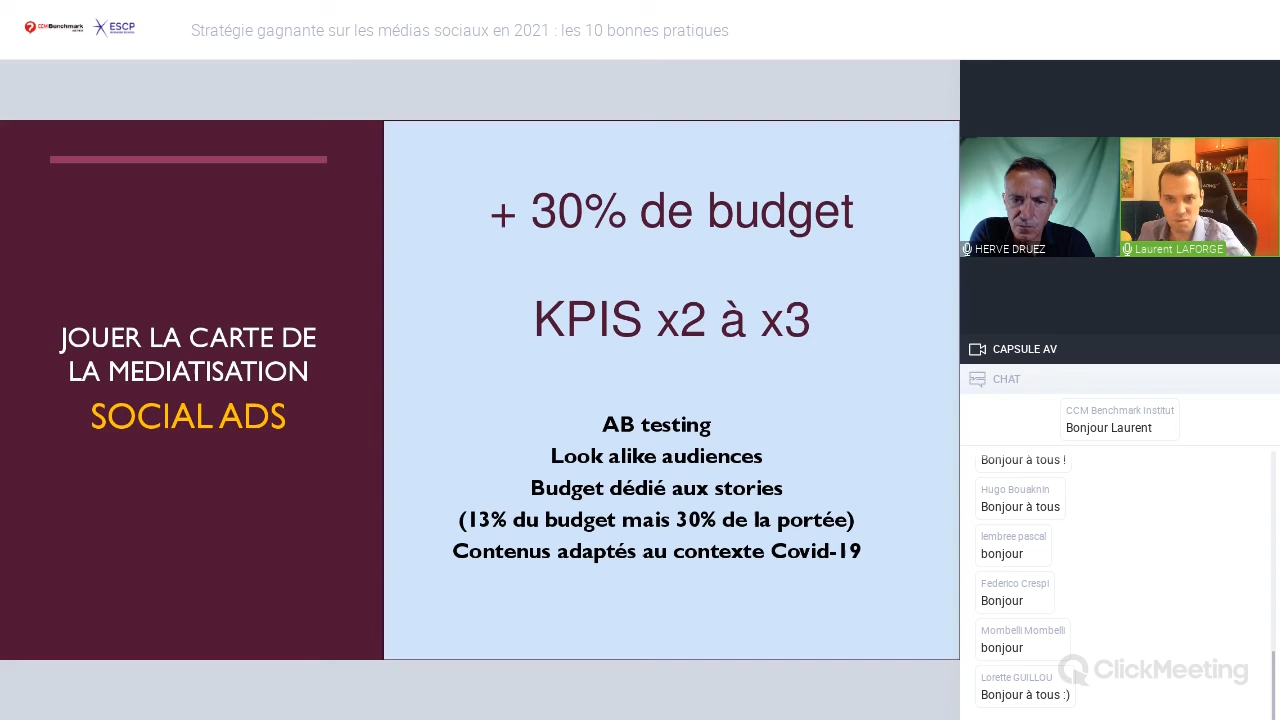 CCM Benchmark
ESCP
Stratégie gagnante sur les médias sociaux en 2021 : les 10 bonnes pratiques
JOUER LA CARTE DE
LA MEDIATISATION
SOCIAL ADS
+ 30% de budget
KPIS x2 à x3
AB testing
Look alike audiences
Budget dédié aux stories
(13% du budget mais 30% de la portée)
Contenus adaptés au contexte Covid-19
HERVE DRUEZ
Laurent LAFORGE
CAPSULE AV
CHAT
CCM Benchmark Institut
Bonjour Laurent
Bonjour à tous !
Hugo Bouaknin
Bonjour à tous
lembree pascal
bonjour
Federico Crespi
Bonjour
Mombelli Mombelli
bonjour
Lorette GUILLOU
Bonjour à tous :)
ClickMeeting